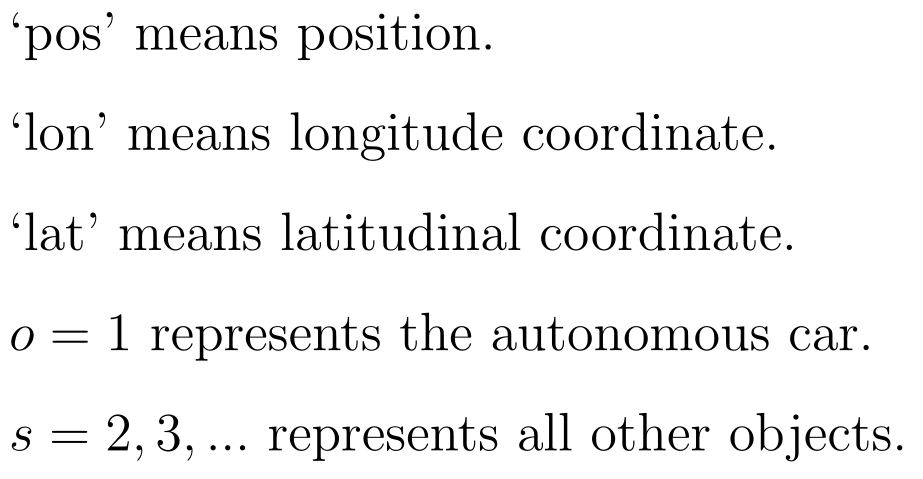 ‘pos’ means position.
‘lon’ means longitude coordinate.
‘lat’ means latitudinal coordinate.
o = 1 represents the autonomous car.
s = 2, 3, ... represents all other objects.